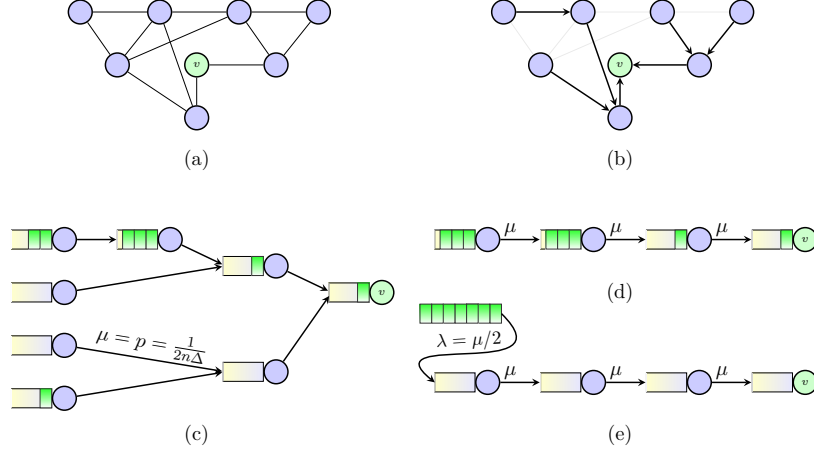 v
v
(a)
(b)
μ μ μ
v
(d)
v
μ = p = 1/2nΔ
λ = μ/2
μ μ μ
v
(c)
(e)